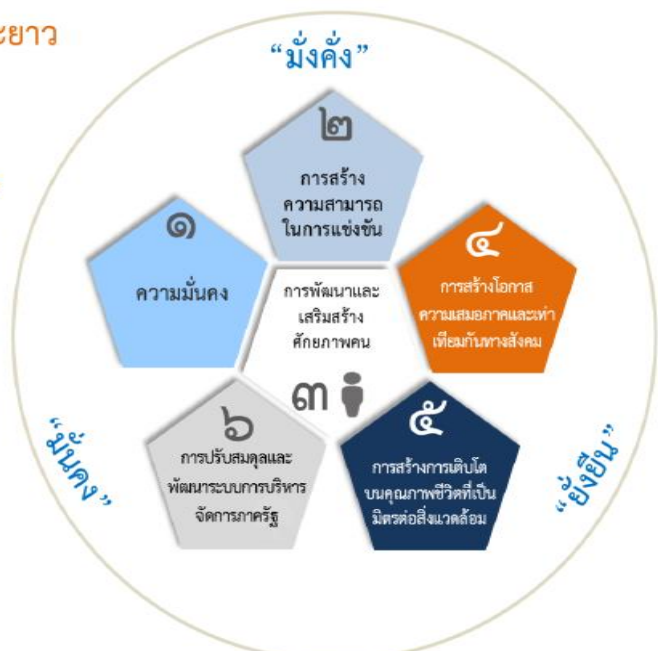 ะยาว
“มั่งคั่ง”
๒
การสร้าง
ความสามารถ
ในการแข่งขัน
๑
ความมั่นคง
๔
การสร้างโอกาส
ความเสมอภาคและเท่า
เทียมกันทางสังคม
การพัฒนาและ
เสริมสร้าง
ศักยภาพคน
๓
๖
การปรับสมดุลและ
พัฒนาระบบการบริหาร
จัดการภาครัฐ
๕
การสร้างการเติบโต
บนคุณภาพชีวิตที่เป็น
มิตรต่อสิ่งแวดล้อม
“มั่นคง”
“ยั่งยืน”